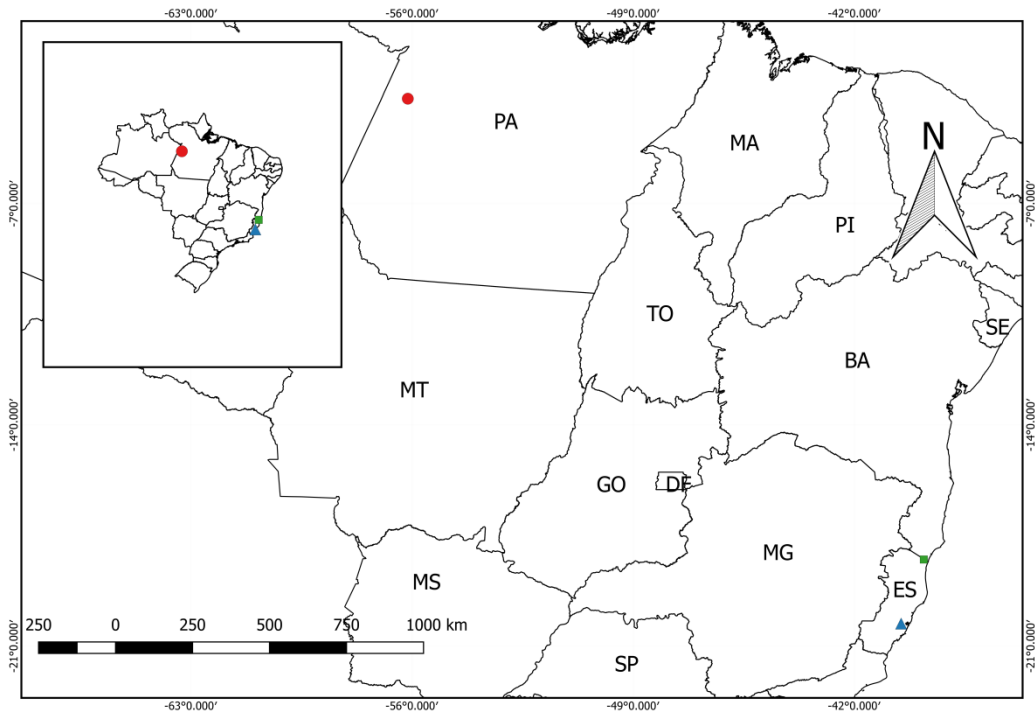 -63°0.000′ -56°0.000′ -49°0.000′ -42°0.000′
PA
MA
N
-7°0.000′ -7°0.000′
PI
TO
SE
BA
MT
-14°0.000′ -14°0.000′
GO DF
MG
MS
ES
250 0 250 500 750 1000 km
-21°0.000′ -21°0.000′
SP
-63°0.000′ -56°0.000′ -49°0.000′ -42°0.000′